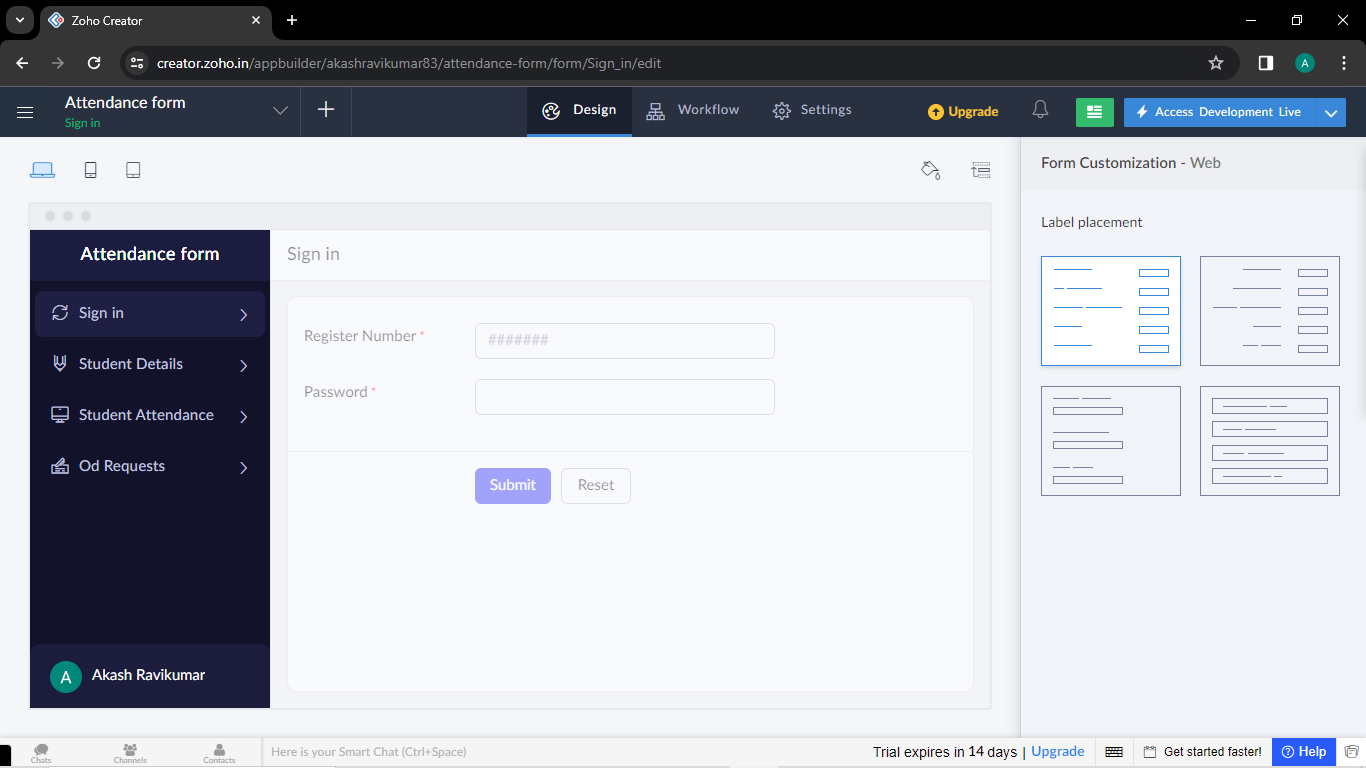 Zoho Creator
creator.zoho.in/appbuilder/akashravikumar83/attendance-form/form/Sign_in/edit
A
Attendance form
Sign in
Design
Workflow
Settings
Upgrade
Access Development Live
Form Customization - Web
Label placement
Attendance form
Sign in
Student Details
Student Attendance
Od Requests
A
Akash Ravikumar
Sign in
Register Number *
#######
Password *
Submit
Reset
Chats
Channels
Contacts
Here is your Smart Chat (Ctrl+Space)
Trial expires in 14 days | Upgrade
Get started faster!
Help